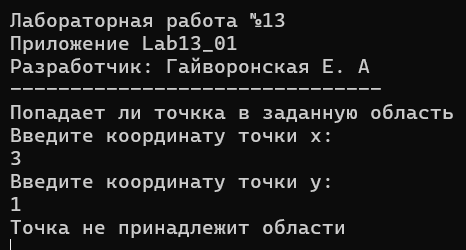 Лабораторная работа №13
Приложение Lab13_01
Разработчик: Гайворонская Е. А
-------------------------------
Попадает ли точкка в заданную область
Введите координату точки x:
3
Введите координату точки y:
1
Точка не принадлежит области